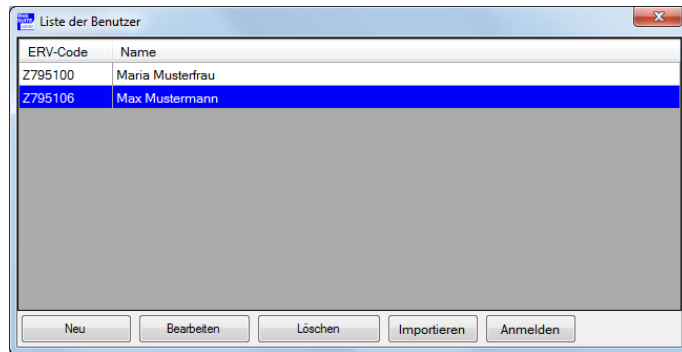 Liste der Benutzer
ERV-Code Name
Z795100 Maria Musterfrau
Z795106 Max Mustermann
Neu Bearbeiten Löschen Importieren Anmelden